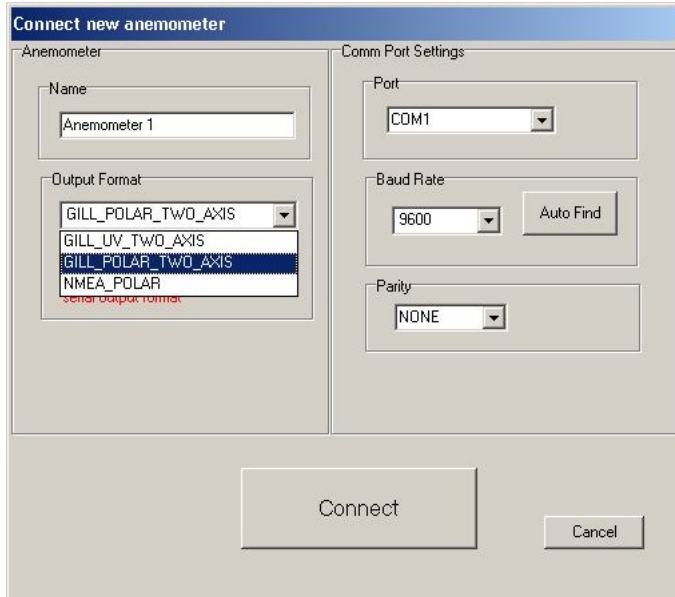 Connect new anemometer
Anemometer
Name
Anemometer 1
Output Format
GILL_POLAR_TWO_AXIS
GILL_UV_TWO_AXIS
GILL_POLAR_TWO_AXIS
NMEA_POLAR
serial output format
Comm Port Settings
Port
COM1
Baud Rate
9600
Auto Find
Parity
NONE
Connect
Cancel